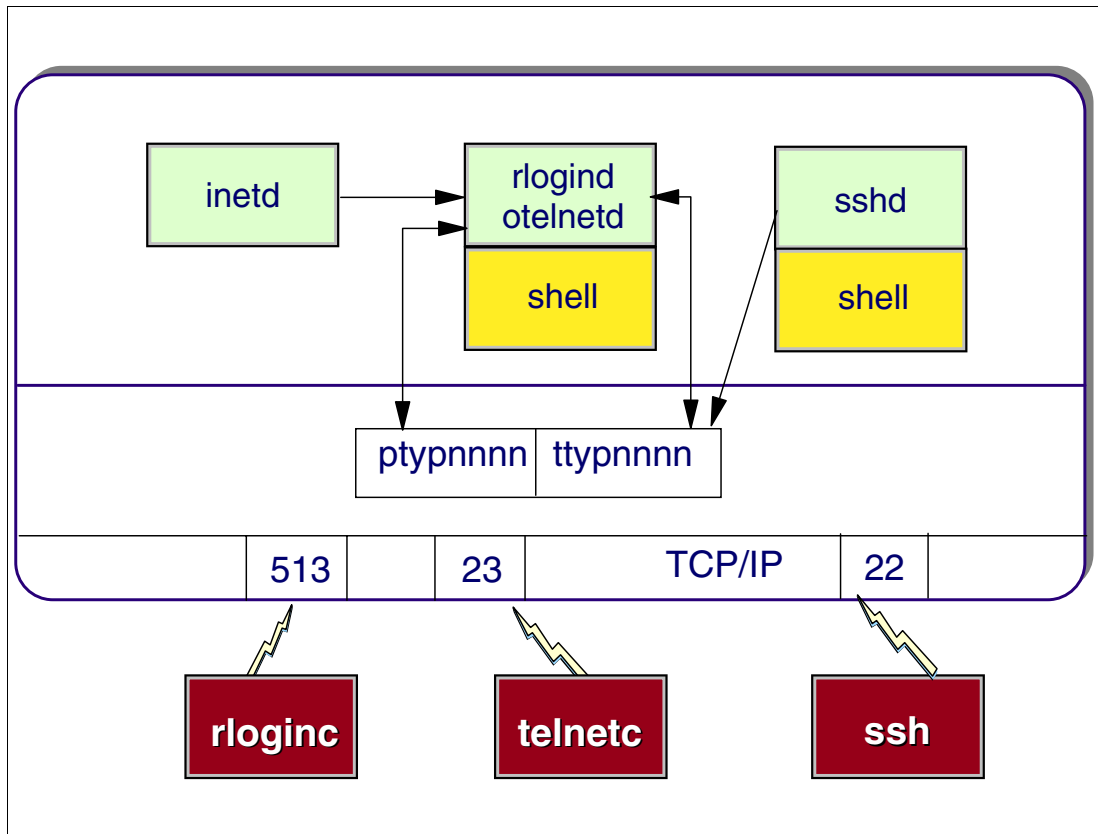 inetd
rlogind
otelnetd
shell
sshd
shell
ptypnnnn
ttypnnnn
513
23
TCP/IP
22
rloginc
telnetc
ssh